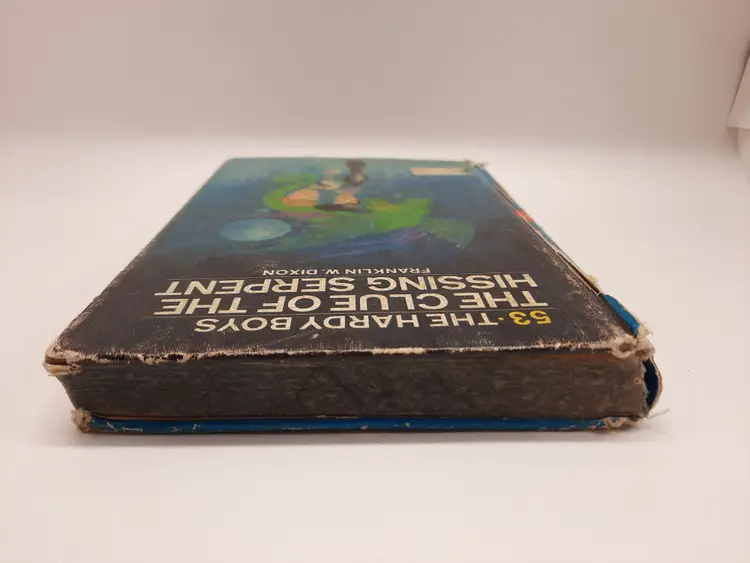 53 · THE HARDY BOYS
THE CLUE OF THE
HISSING SERPENT
FRANKLIN W. DIXON